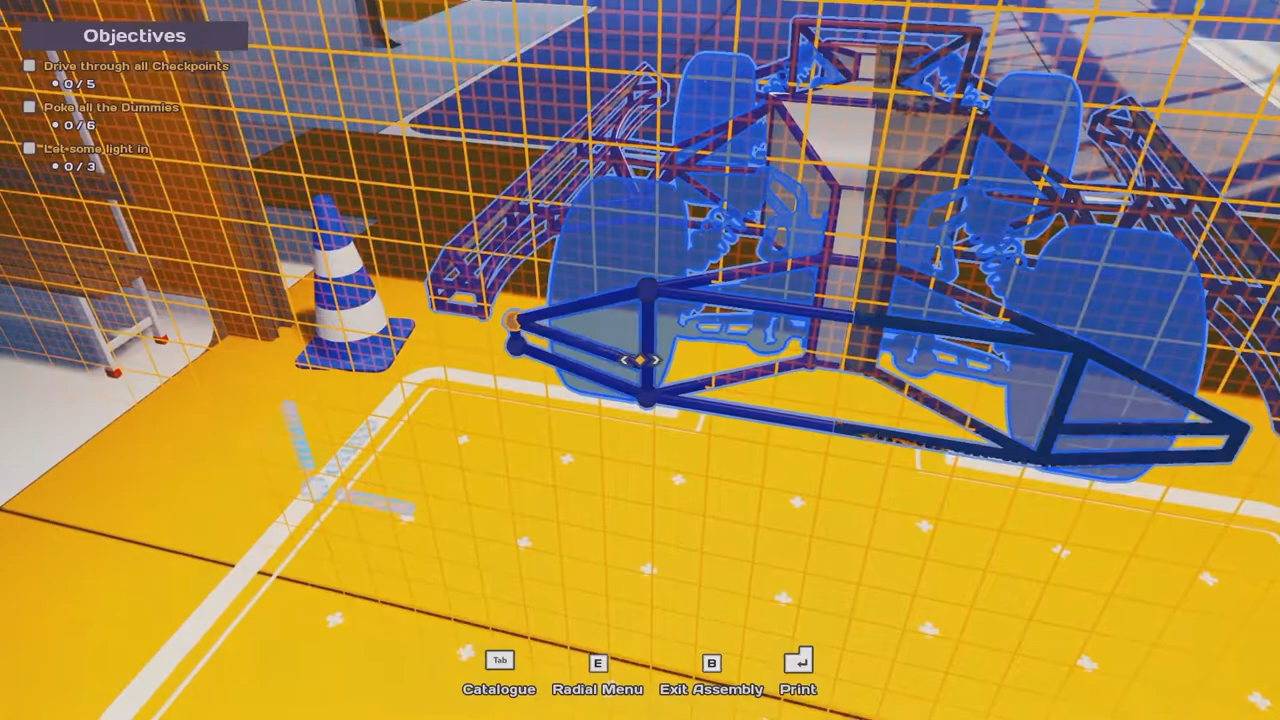 Objectives
Drive through all Checkpoints
0/5
Poke all the Dummies
0/6
Let some light in
0/3
Tab
E
B
Catalogue
Radial Menu
Exit Assembly
Print